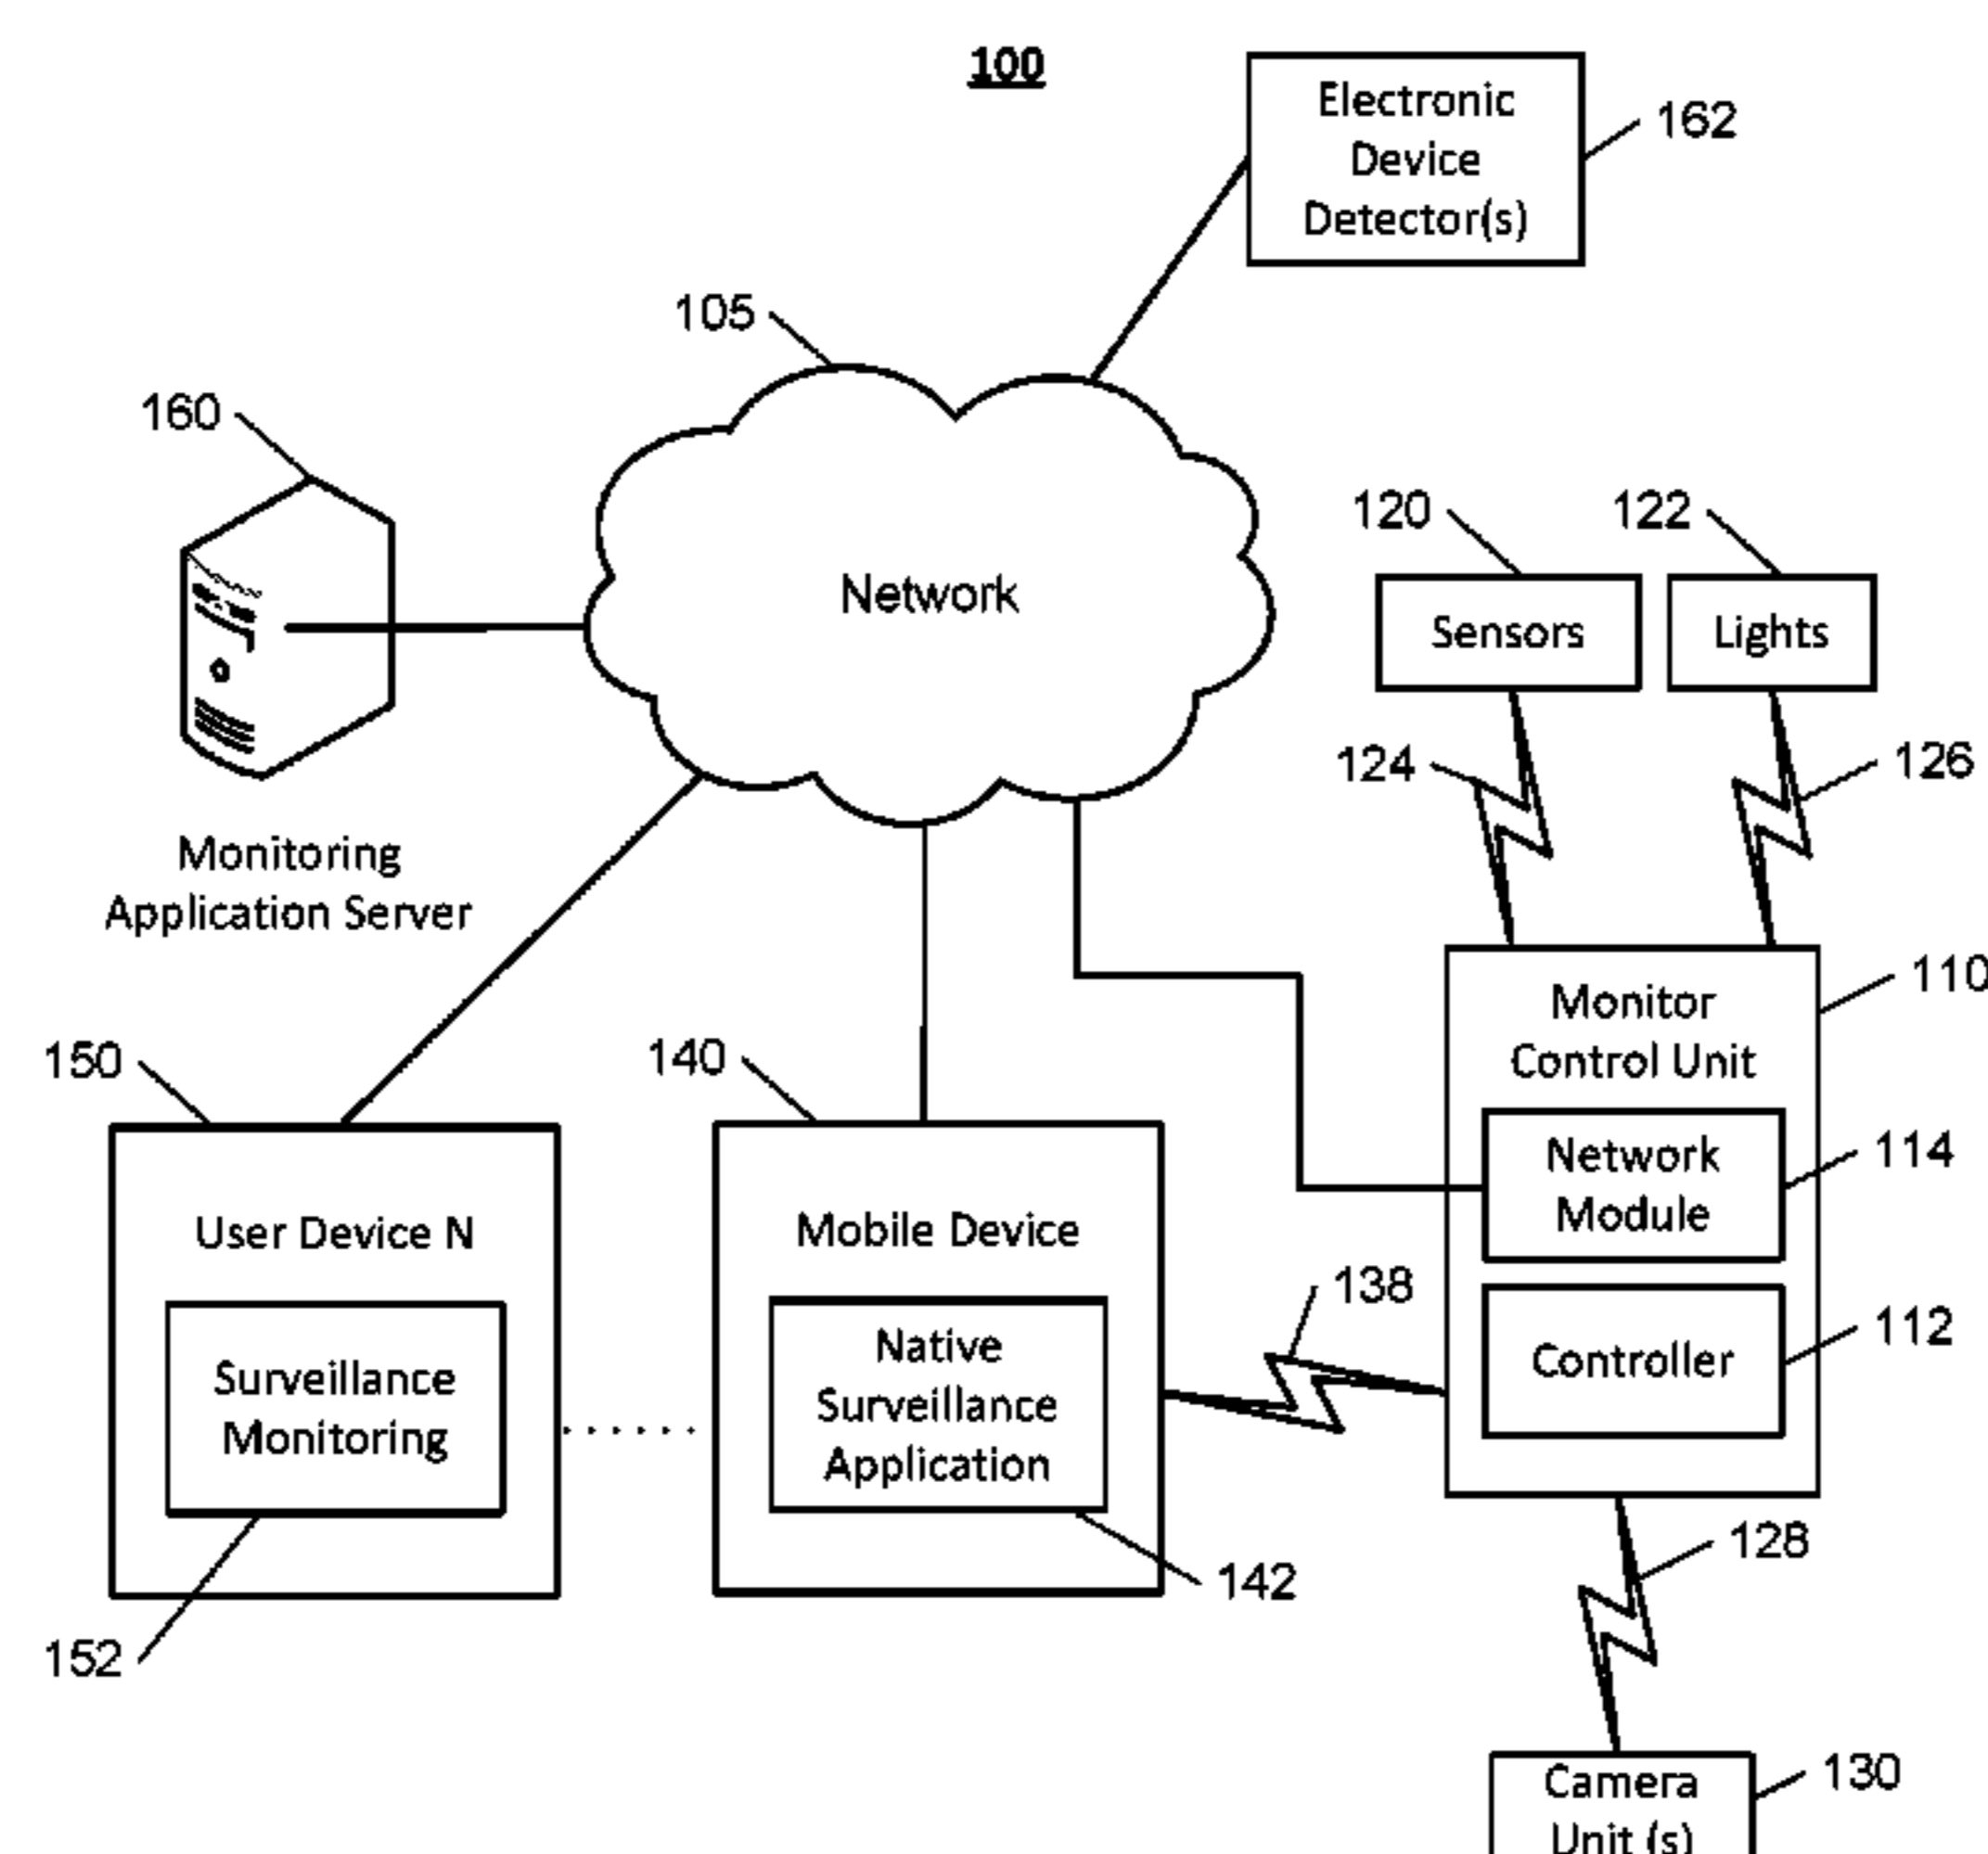 100
Electronic
Device
Detector(s)
162
105
160
Network
120
122
Sensors
Lights
124
126
Monitoring
Application Server
110
Monitor
Control Unit
150
140
Network
Module
114
User Device N
Mobile Device
138
112
Controller
Surveillance
Monitoring
Native
Surveillance
Application
128
142
152
Camera
Unit (s)
130